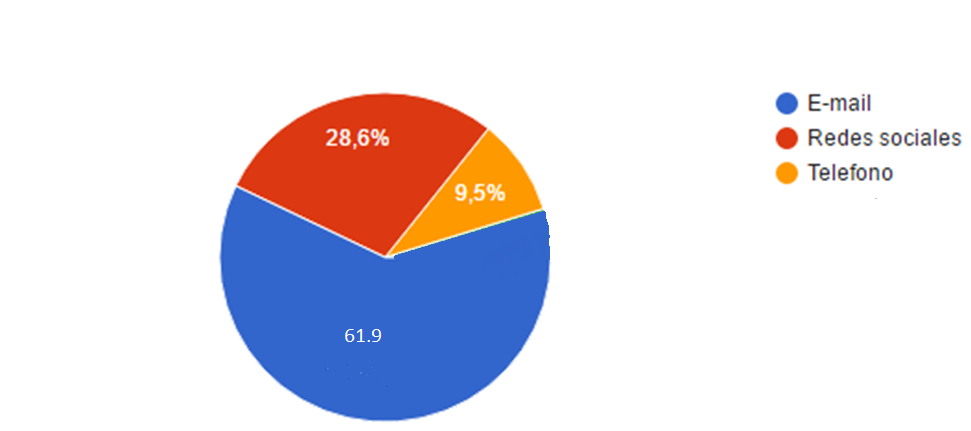 28,6%
9,5%
61.9
E-mail
Redes sociales
Telefono